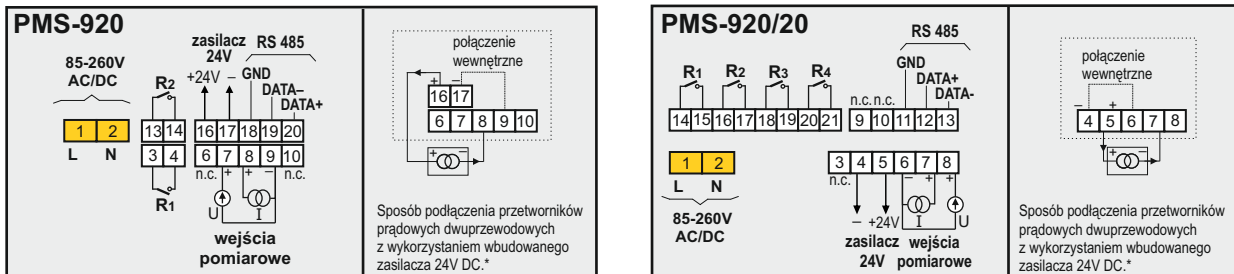 PMS-920
85-260V
AC/DC
1 2
L N
R2
13 14
3 4
R1
zasilacz
24V
+24V –
RS 485
GND
DATA–
DATA+
16 17 18 19 20
6 7 8 9 10
n.c. + + – n.c.
U I
wejścia
pomiarowe
połączenie
wewnętrzne
+ –
16 17
6 7 8 9 10
+ –
Sposób podłączenia przetworników
prądowych dwuprzewodowych
z wykorzystaniem wbudowanego
zasilacza 24V DC.*
PMS-920/20
R1 R2 R3 R4
14 15 16 17 18 19 20 21
RS 485
GND
DATA+
DATA-
n.c. n.c.
9 10 11 12 13
1 2
L N
85-260V
AC/DC
3 4 5 6 7 8
n.c. – + +
– +24V
I U
zasilacz
24V
wejścia
pomiarowe
połączenie
wewnętrzne
– +
4 5 6 7 8
+ –
Sposób podłączenia przetworników
prądowych dwuprzewodowych
z wykorzystaniem wbudowanego
zasilacza 24V DC.*